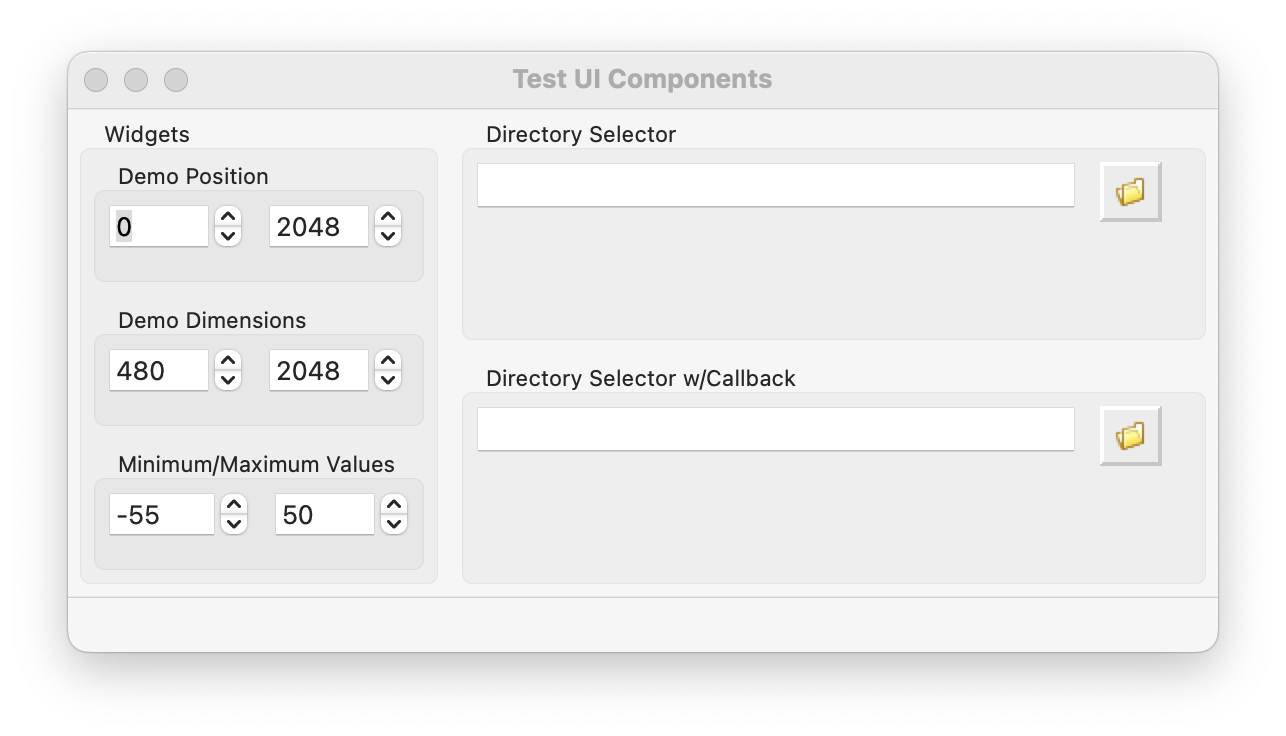 Test UI Components
Widgets
Demo Position
0 2048
Demo Dimensions
480 2048
Minimum/Maximum Values
-55 50
Directory Selector
Directory Selector w/Callback